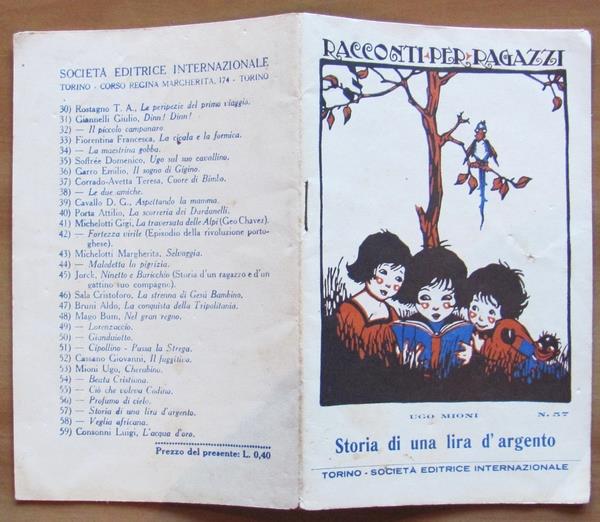 SOCIETÀ EDITRICE INTERNAZIONALE
TORINO - CORSO REGINA MARGHERITA, 174 - TORINO
30) Rostagno T. A., Le peripezie del primo viaggio.
31) Giannelli Giulio, Dinn! Dinn!
32) — Il piccolo campanaro.
33) Fiorentina Francesca, La cicala e la formica.
34) — La maestrina gobba.
35) Soffrée Domenico, Ugo sul suo cavallino.
36) Garro Emilio, Il sogno di Gigino.
37) Corrado-Avetta Teresa, Cuore di Bimbo.
38) — Le due amiche.
39) Cavallo D. G., Aspettando la mamma.
40) Porta Attilio, La scorreria dei Dardanelli.
41) Michelotti Gigi, La traversata delle Alpi (Geo Chavez).
42) — Fortezza virile (Episodio della rivoluzione porto-
ghese).
43) Michelotti Margherita, Selvaggia.
44) — Maledetta la pigrizia.
45) Jorck, Ninetto e Buricchio (Storia d'un ragazzo e d'un
gattino suo compagno).
46) Sala Cristoforo, La strenna di Gesù Bambino.
47) Bruni Aldo, La conquista della Tripolitania.
48) Mago Bum, Nel gran regno.
49) — Lorenzaccio.
50) — Gianduiotto.
51) — Cipollino - Passa la Strega.
52) Cassano Giovanni, Il fuggitivo.
53) Mioni Ugo, Cherubino.
54) — Beata Cristiana.
55) — Ciò che voleva Codina.
56) — Profumo di cielo.
57) — Storia di una lira d'argento.
58) — Veglia africana.
59) Consonni Luigi, L'acqua d'oro.
Prezzo del presente: L. 0,40
RACCONTI PER RAGAZZI
UGO MIONI N. 57
Storia di una lira d'argento
TORINO - SOCIETÀ EDITRICE INTERNAZIONALE